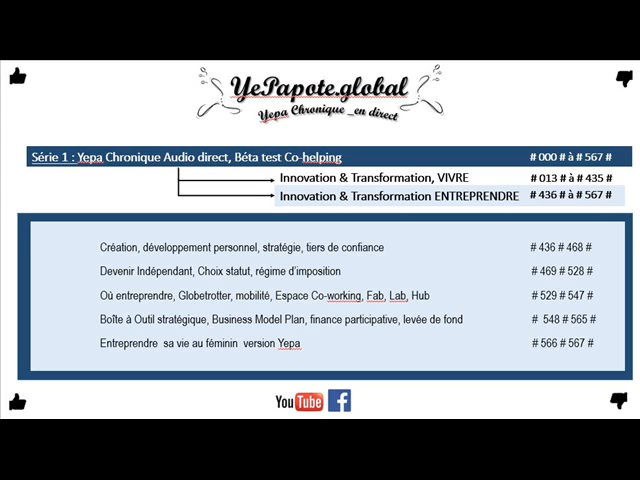 YePapote.global
Yepa Chronique _en direct
Série 1 : Yepa Chronique Audio direct, Béta test Co-helping # 000 # à # 567 #
Innovation & Transformation, VIVRE # 013 # à # 435 #
Innovation & Transformation ENTREPRENDRE # 436 # à # 567 #
Création, développement personnel, stratégie, tiers de confiance # 436 # 468 #
Devenir Indépendant, Choix statut, régime d'imposition # 469 # 528 #
Où entreprendre, Globetrotter, mobilité, Espace Co-working, Fab, Lab, Hub # 529 # 547 #
Boîte à Outil stratégique, Business Model Plan, finance participative, levée de fond # 548 # 565 #
Entreprendre sa vie au féminin version Yepa # 566 # 567 #
You Tube f